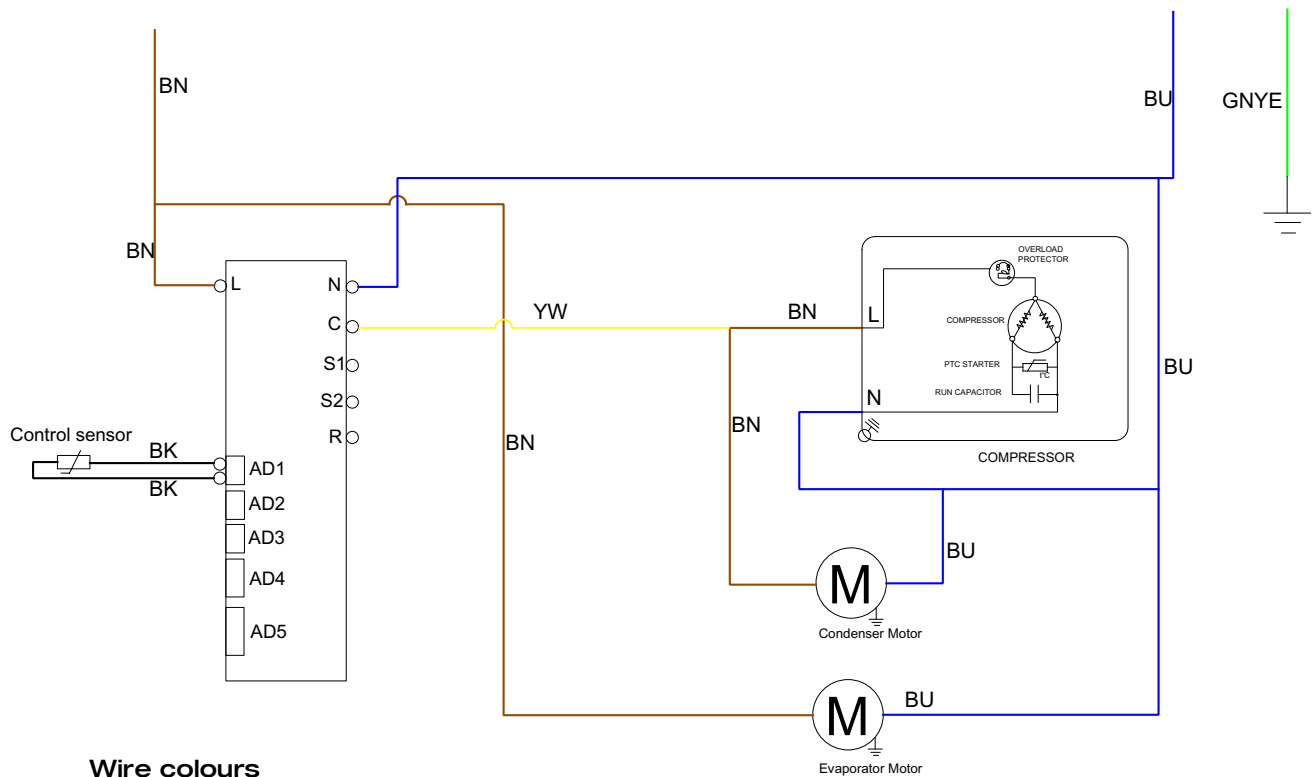 BN
BU
GNYE
BN
L
N
C
YW
BN
S1
S2
R
Control sensor
BK
BK
AD1
AD2
AD3
AD4
AD5
BN
BN
OVERLOAD
PROTECTOR
COMPRESSOR
PTC STARTER
t°C
RUN CAPACITOR
L
N
COMPRESSOR
BU
BU
M
Condenser Motor
M
BU
Evaporator Motor
Wire colours